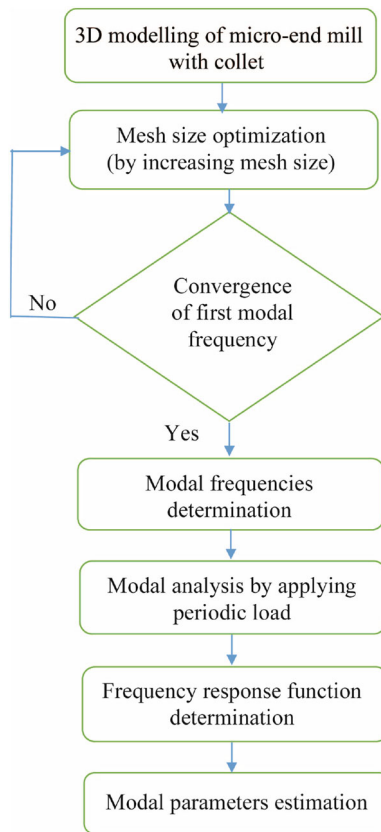 3D modelling of micro-end mill
with collet
Mesh size optimization
(by increasing mesh size)
Convergence
of first modal
frequency
No
Yes
Modal frequencies
determination
Modal analysis by applying
periodic load
Frequency response function
determination
Modal parameters estimation